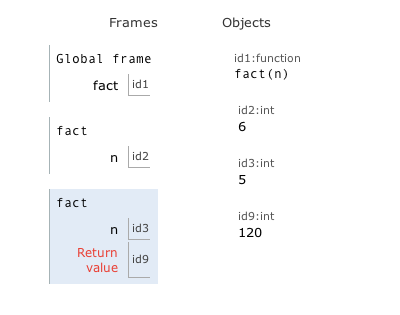 Frames
Objects
Global frame
fact id1
fact
n id2
fact
n id3
Return
value id9
id1:function
fact(n)
id2:int
6
id3:int
5
id9:int
120